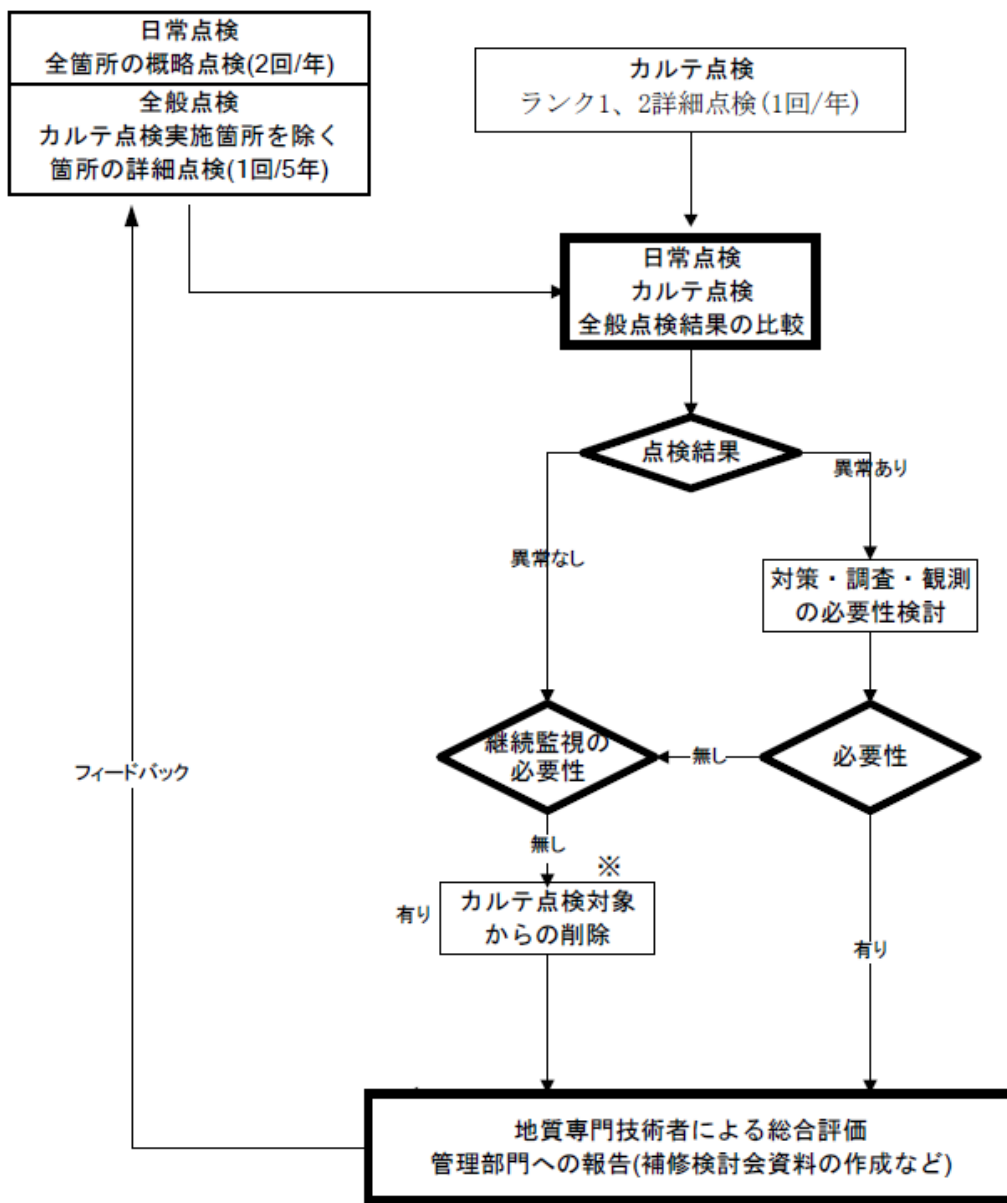 日常点検
全箇所の概略点検(2回/年)
全般点検
カルテ点検実施箇所を除く
箇所の詳細点検(1回/5年)
カルテ点検
ランク1、2詳細点検(1回/年)
日常点検
カルテ点検
全般点検結果の比較
点検結果
異常あり
異常なし
対策・調査・観測
の必要性検討
継続監視の
必要性
無し
必要性
フィードバック
無し
※
有り
カルテ点検対象
からの削除
有り
地質専門技術者による総合評価
管理部門への報告(補修検討会資料の作成など)